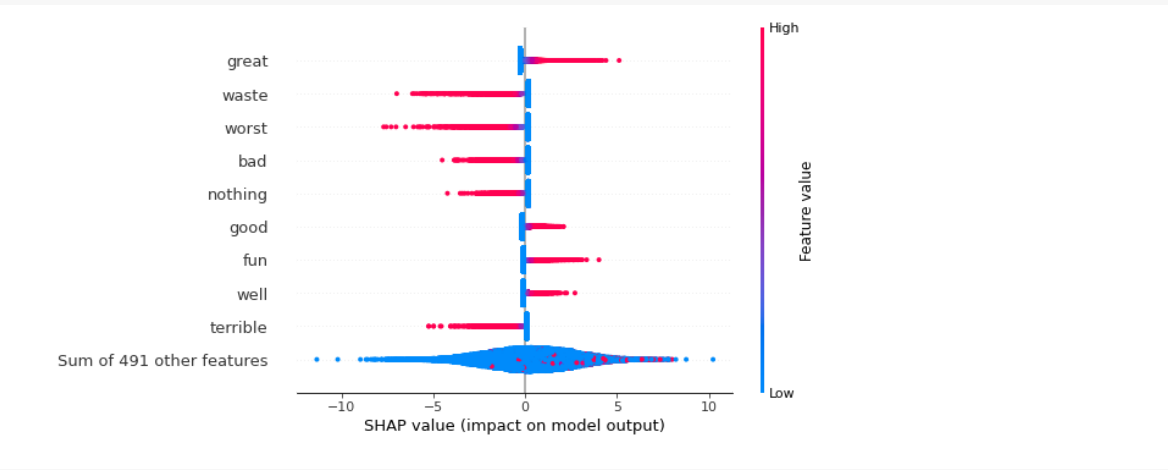 High
great
waste
worst
bad
nothing
good
fun
well
terrible
Sum of 491 other features
Feature value
Low
−10 −5 0 5 10
SHAP value (impact on model output)